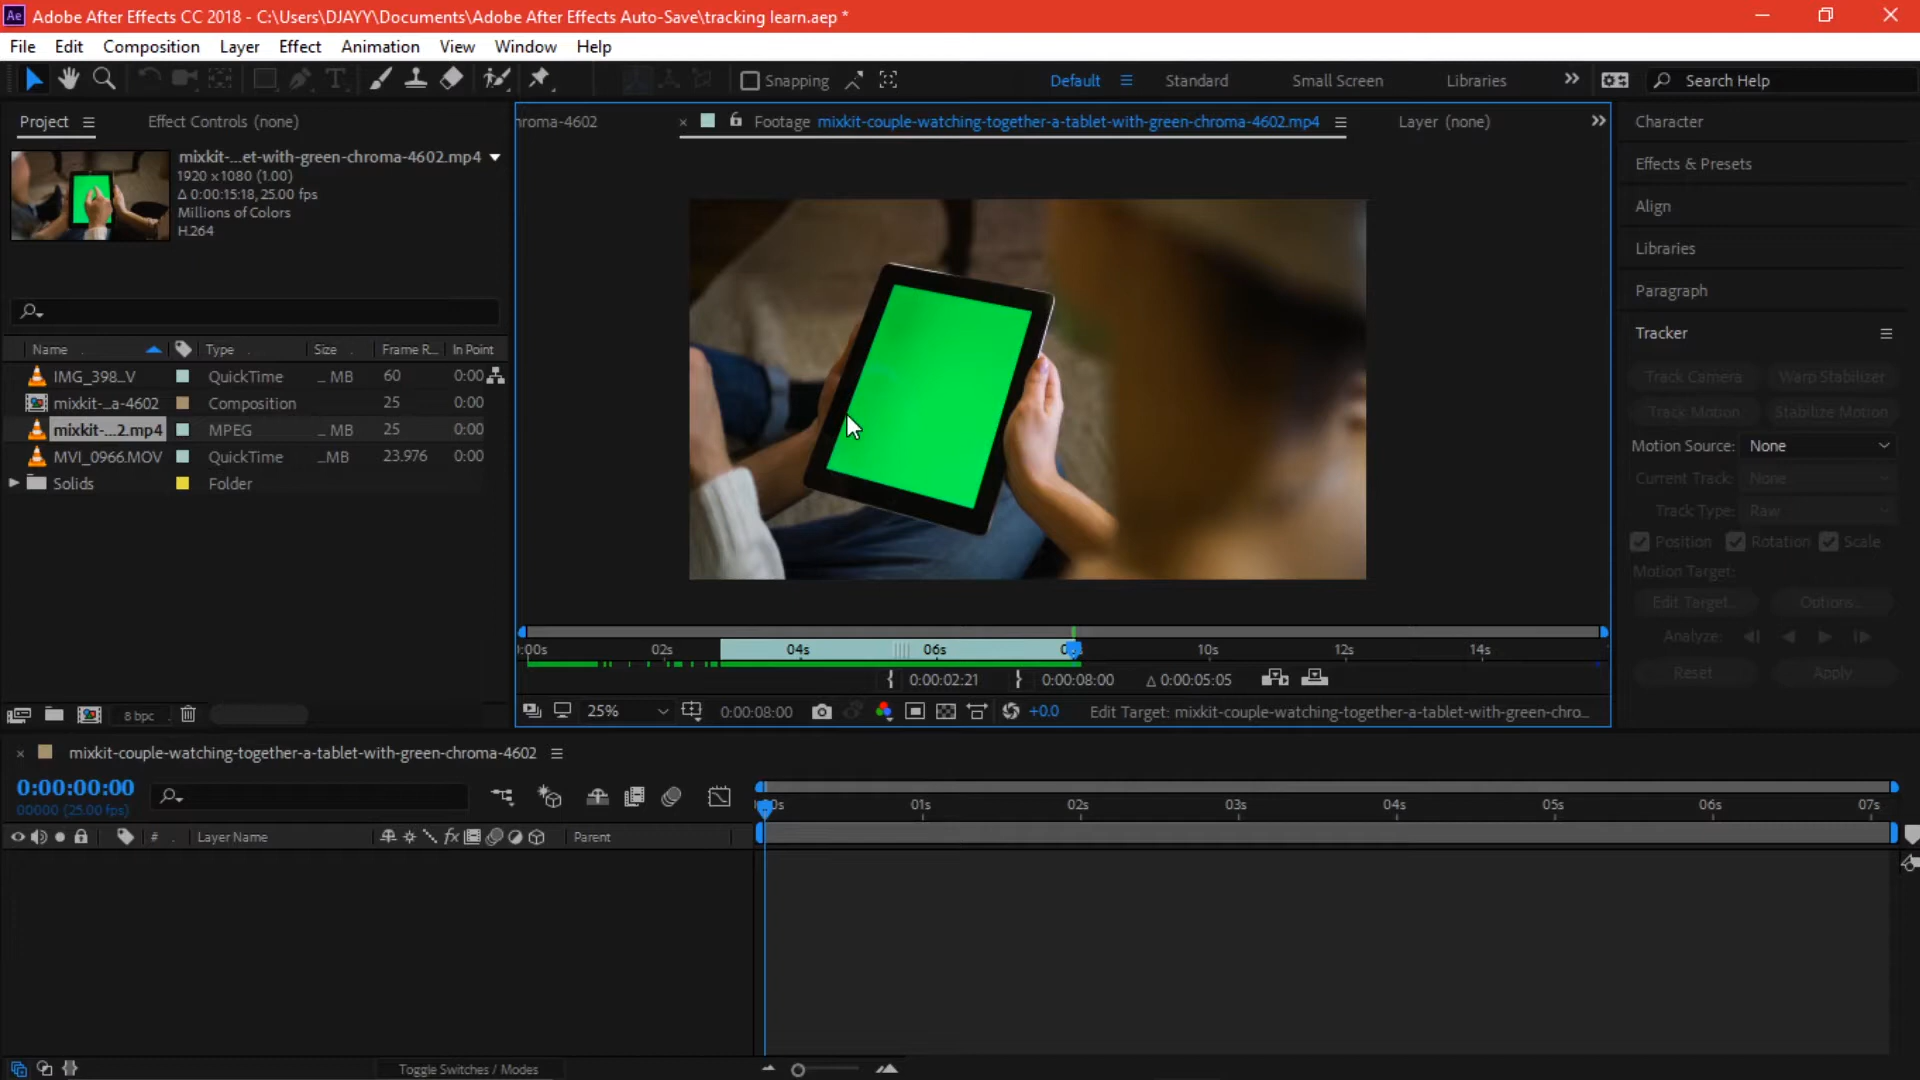 Ae Adobe After Effects CC 2018 - C:\Users\DJAYY\Documents\Adobe After Effects Auto-Save\tracking learn.aep *
File Edit Composition Layer Effect Animation View Window Help
Snapping Default Standard Small Screen Libraries Search Help
Project Effect Controls (none)
mixkit-...et-with-green-chroma-4602.mp4
1920 x 1080 (1.00)
Δ 0:00:15:18, 25.00 fps
Millions of Colors
H.264
Name Type Size Frame R... In Point
IMG_398_V QuickTime ... MB 60 0:00
mixkit-...a-4602 Composition 25 0:00
mixkit-...2.mp4 MPEG ... MB 25 0:00
MVI_0966.MOV QuickTime ...MB 23.976 0:00
Solids Folder
8 bpc
hroma-4602 Footage mixkit-couple-watching-together-a-tablet-with-green-chroma-4602.mp4 Layer (none)
:00s 02s 04s 06s 10s 12s 14s
0:00:02:21 0:00:08:00 Δ 0:00:05:05
25% 0:00:08:00 +0.0 Edit Target: mixkit-couple-watching-together-a-tablet-with-green-chro...
Character
Effects & Presets
Align
Libraries
Paragraph
Tracker
Track Camera Warp Stabilizer
Track Motion Stabilize Motion
Motion Source: None
Current Track: None
Track Type: Raw
Position Rotation Scale
Motion Target:
Edit Target... Options...
Analyze:
Reset Apply
mixkit-couple-watching-together-a-tablet-with-green-chroma-4602
0:00:00:00
00000 (25.00 fps)
01s 02s 03s 04s 05s 06s 07s
# Layer Name fx Parent
Toggle Switches / Modes